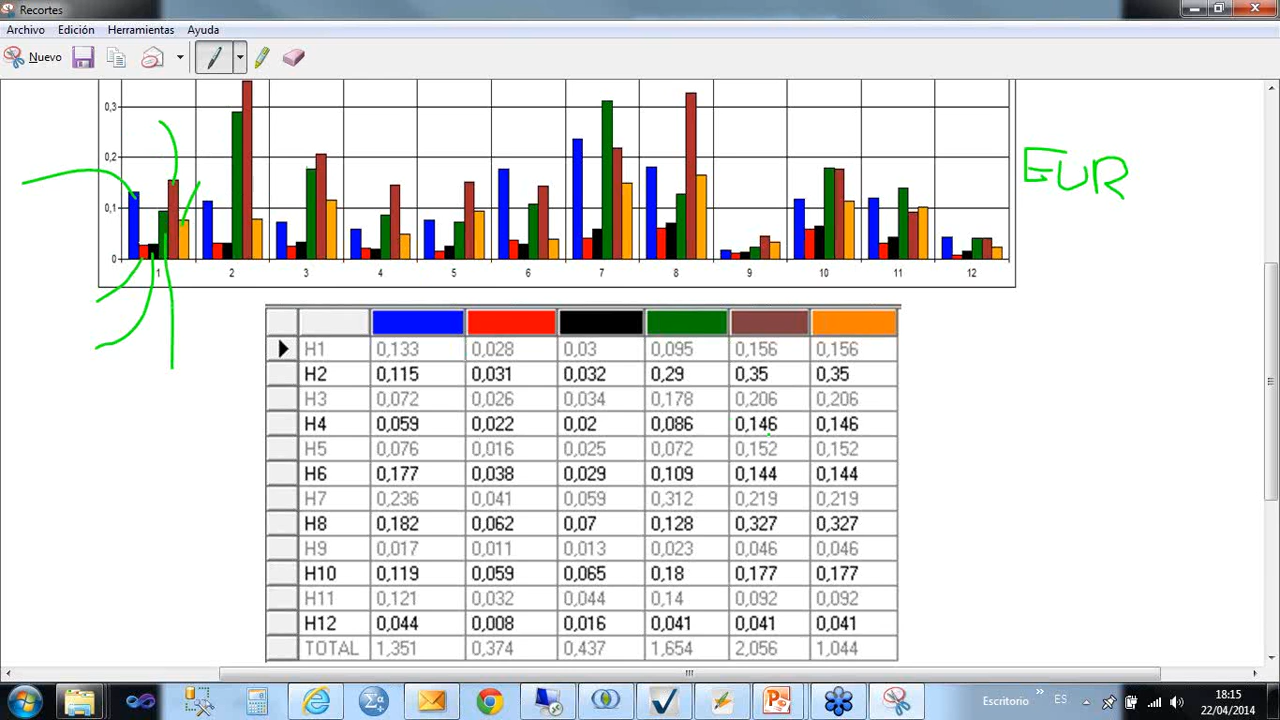 Recortes
Archivo Edición Herramientas Ayuda
Nuevo
0,3
0,2
0,1
0
1 2 3 4 5 6 7 8 9 10 11 12
EUR
H1 0,133 0,028 0,03 0,095 0,156 0,156
H2 0,115 0,031 0,032 0,29 0,35 0,35
H3 0,072 0,026 0,034 0,178 0,206 0,206
H4 0,059 0,022 0,02 0,086 0,146 0,146
H5 0,076 0,016 0,025 0,072 0,152 0,152
H6 0,177 0,038 0,029 0,109 0,144 0,144
H7 0,236 0,041 0,059 0,312 0,219 0,219
H8 0,182 0,062 0,07 0,128 0,327 0,327
H9 0,017 0,011 0,013 0,023 0,046 0,046
H10 0,119 0,059 0,065 0,18 0,177 0,177
H11 0,121 0,032 0,044 0,14 0,092 0,092
H12 0,044 0,008 0,016 0,041 0,041 0,041
TOTAL 1,351 0,374 0,437 1,654 2,056 1,044
Escritorio » ES 18:15
22/04/2014